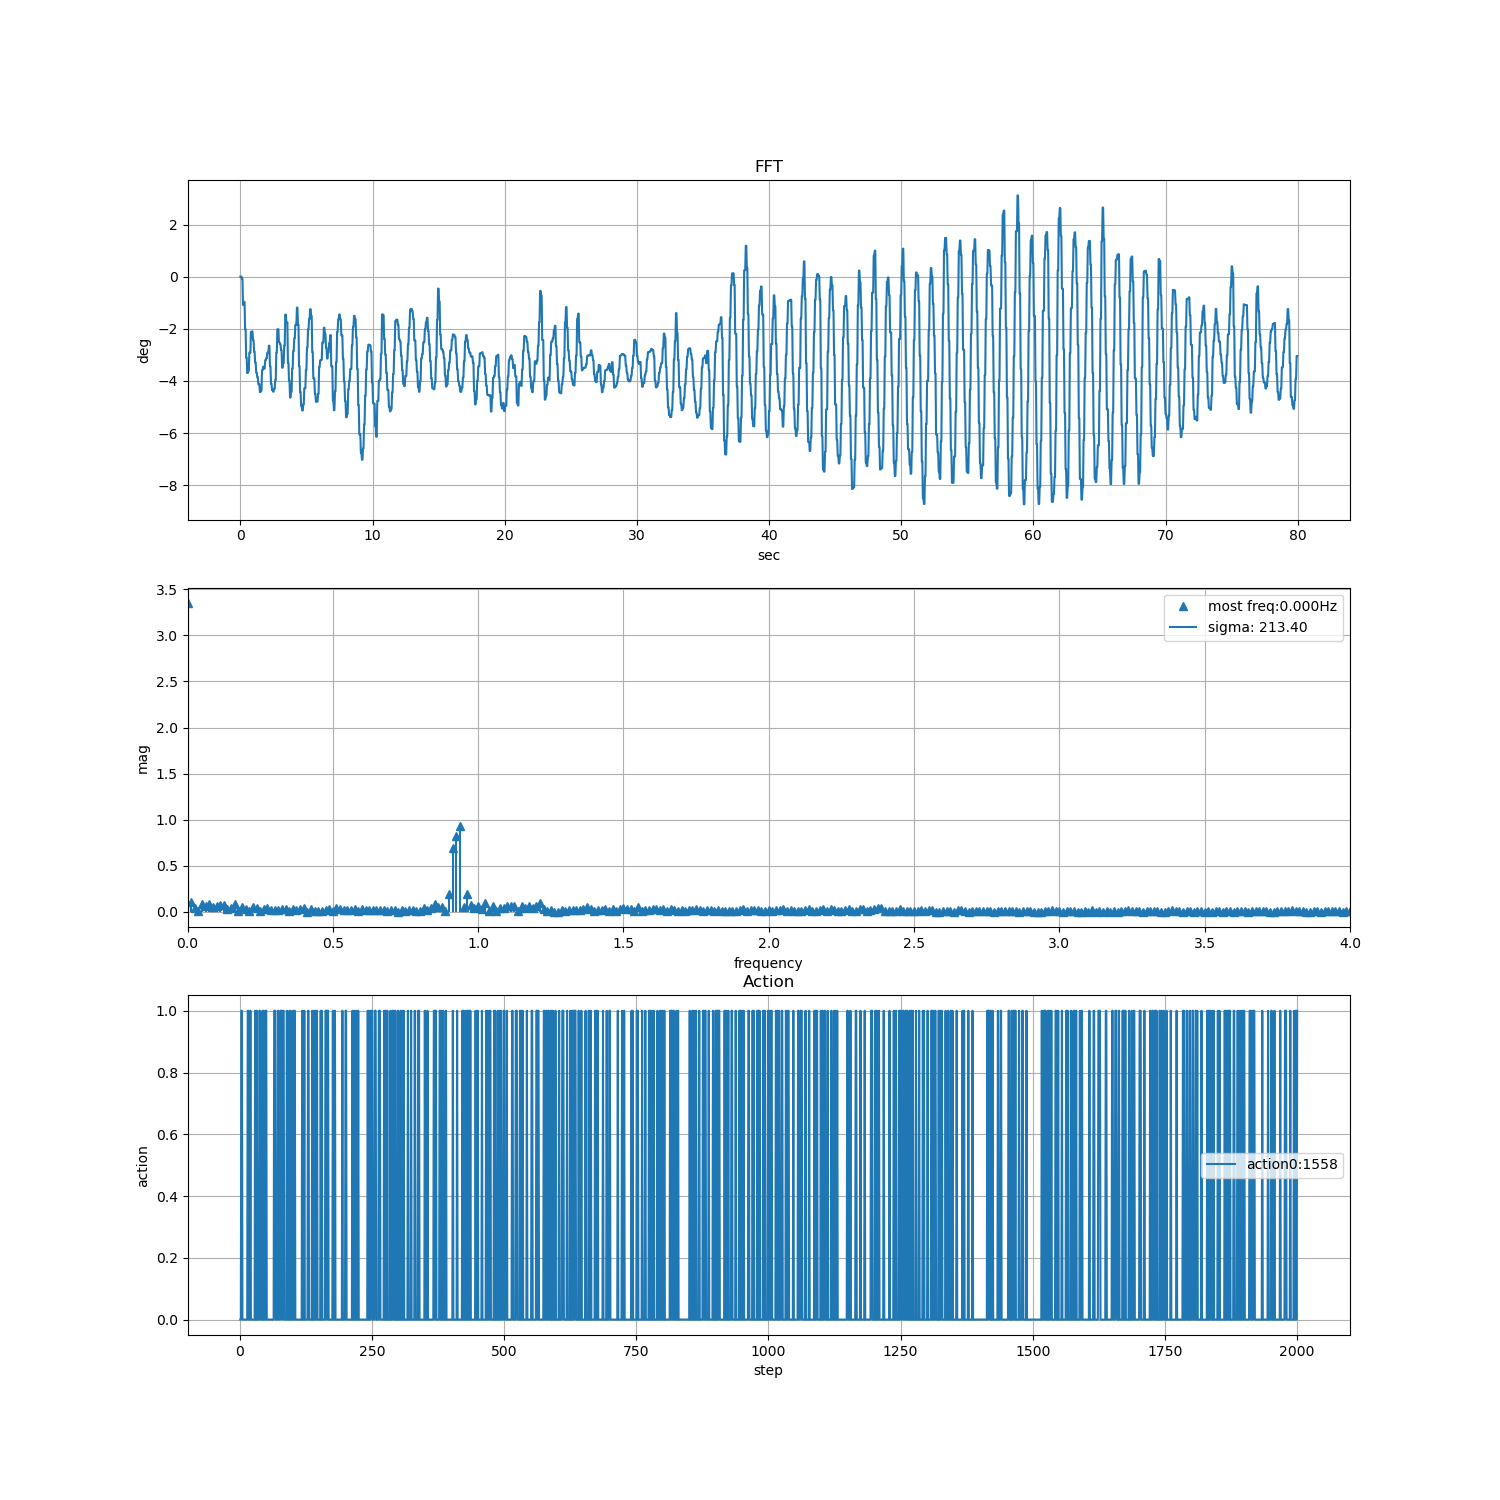 FFT
2
0
−2
−4
−6
−8
deg
0 10 20 30 40 50 60 70 80
sec
3.5
3.0
2.5
2.0
1.5
1.0
0.5
0.0
mag
most freq:0.000Hz
sigma: 213.40
0.0 0.5 1.0 1.5 2.0 2.5 3.0 3.5 4.0
frequency
Action
1.0
0.8
0.6
0.4
0.2
0.0
action
action0:1558
0 250 500 750 1000 1250 1500 1750 2000
step